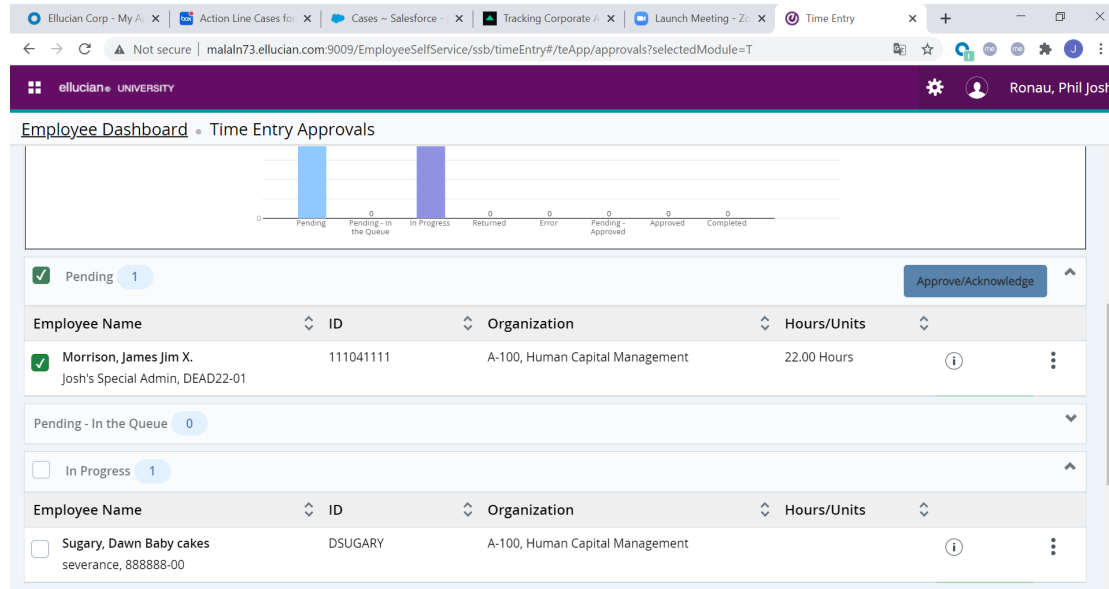 Ellucian Corp - My A
Action Line Cases for
Cases ~ Salesforce -
Tracking Corporate A
Launch Meeting - Zo
Time Entry
Not secure | malaln73.ellucian.com:9009/EmployeeSelfService/ssb/timeEntry#/teApp/approvals?selectedModule=T
ellucian UNIVERSITY
Ronau, Phil Josh
Employee Dashboard • Time Entry Approvals
0 0 0 0 0 0
Pending Pending - In the Queue In Progress Returned Error Pending - Approved Approved Completed
Pending 1 Approve/Acknowledge
Employee Name ID Organization Hours/Units
Morrison, James Jim X. 111041111 A-100, Human Capital Management 22.00 Hours
Josh's Special Admin, DEAD22-01
Pending - In the Queue 0
In Progress 1
Employee Name ID Organization Hours/Units
Sugary, Dawn Baby cakes DSUGARY A-100, Human Capital Management
severance, 888888-00